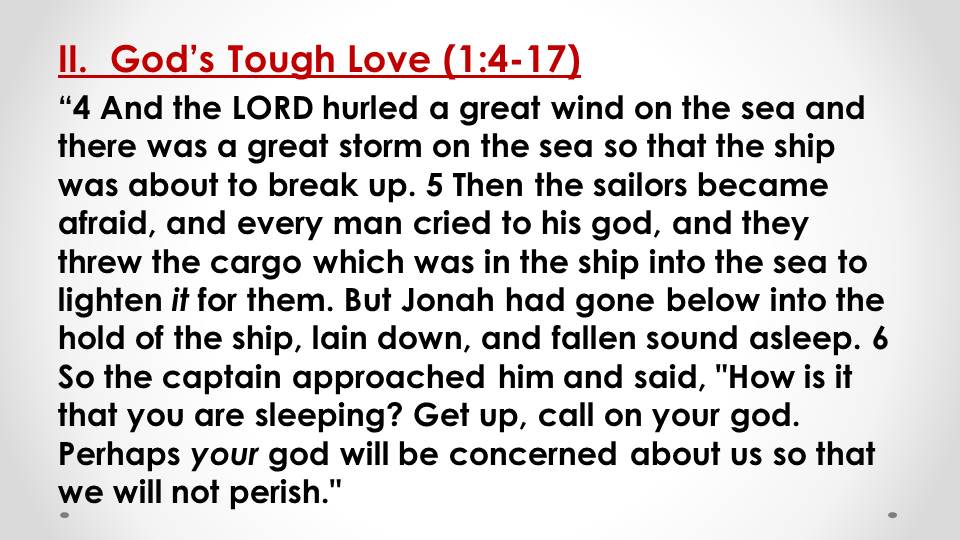 II.  God’s Tough Love (1:4-17)
“4 And the LORD hurled a great wind on the sea and
there was a great storm on the sea so that the ship
was about to break up. 5 Then the sailors became
afraid, and every man cried to his god, and they
threw the cargo which was in the ship into the sea to
lighten it for them. But Jonah had gone below into the
hold of the ship, lain down, and fallen sound asleep. 6
So the captain approached him and said, "How is it
that you are sleeping? Get up, call on your god.
Perhaps your god will be concerned about us so that
we will not perish."